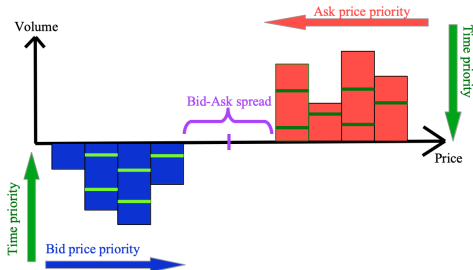 Ask price priority
Volume
Time priority
Bid-Ask spread
Price
Time priority
Bid price priority